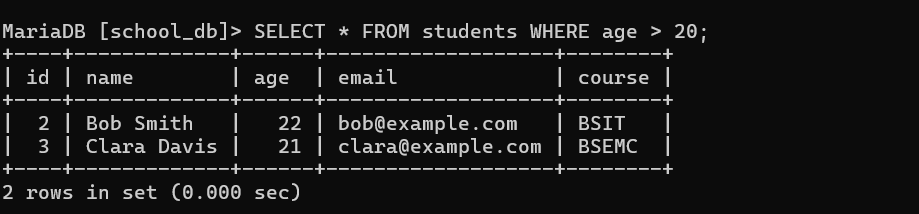 MariaDB [school_db]> SELECT * FROM students WHERE age > 20;
+----+-------------+------+-------------------+--------+
| id | name        | age  | email             | course |
+----+-------------+------+-------------------+--------+
|  2 | Bob Smith   |   22 | bob@example.com   | BSIT   |
|  3 | Clara Davis |   21 | clara@example.com | BSEMC  |
+----+-------------+------+-------------------+--------+
2 rows in set (0.000 sec)